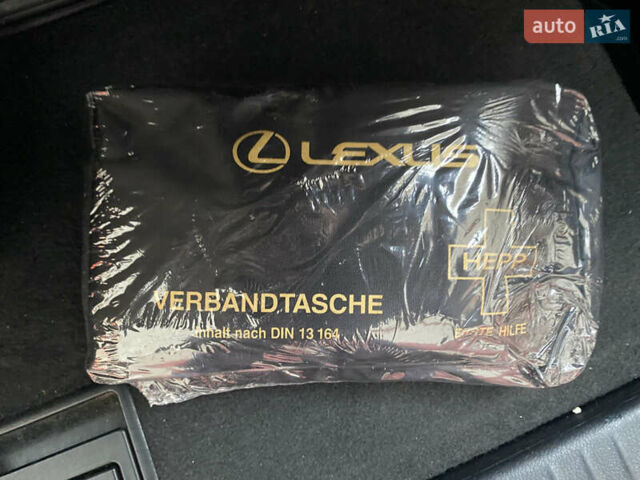 auto RIA
.com
LEXUS
HEPP
VERBANDTASCHE
Inhalt nach DIN 13 164
ERSTE HILFE